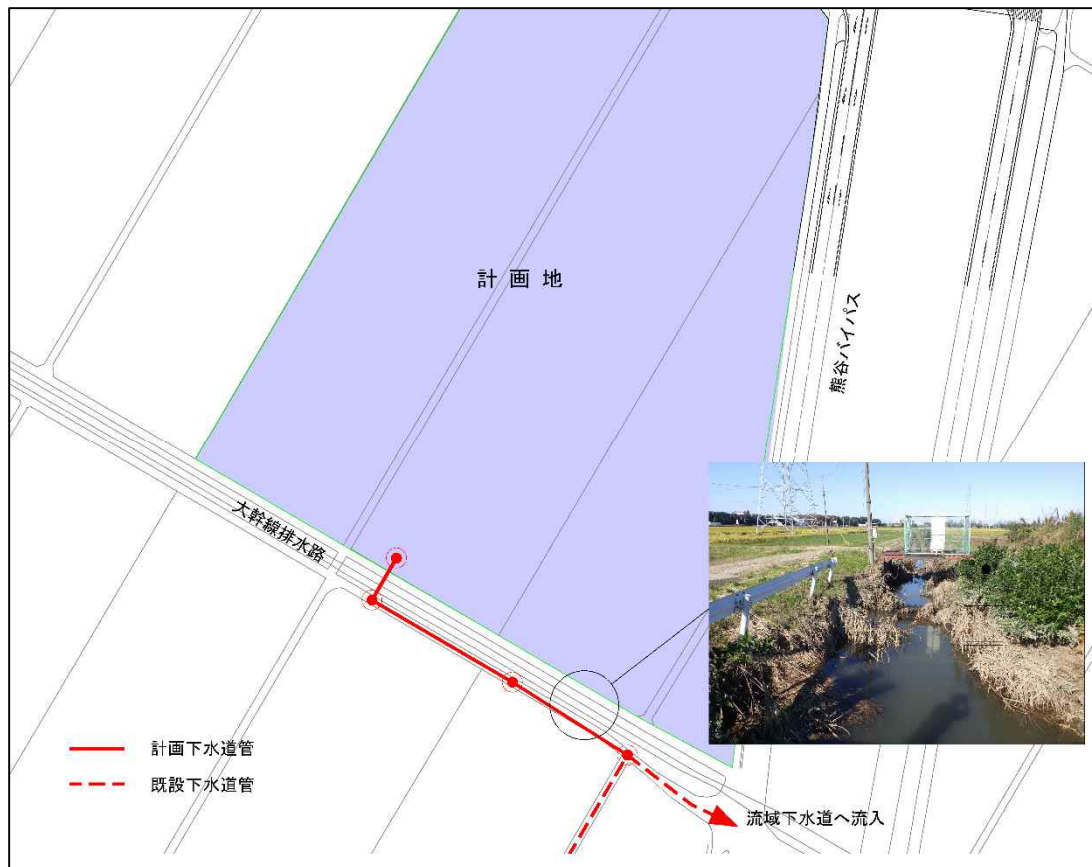 計画地
熊谷バイパス
大幹線排水路
計画下水道管
既設下水道管
流域下水道へ流入